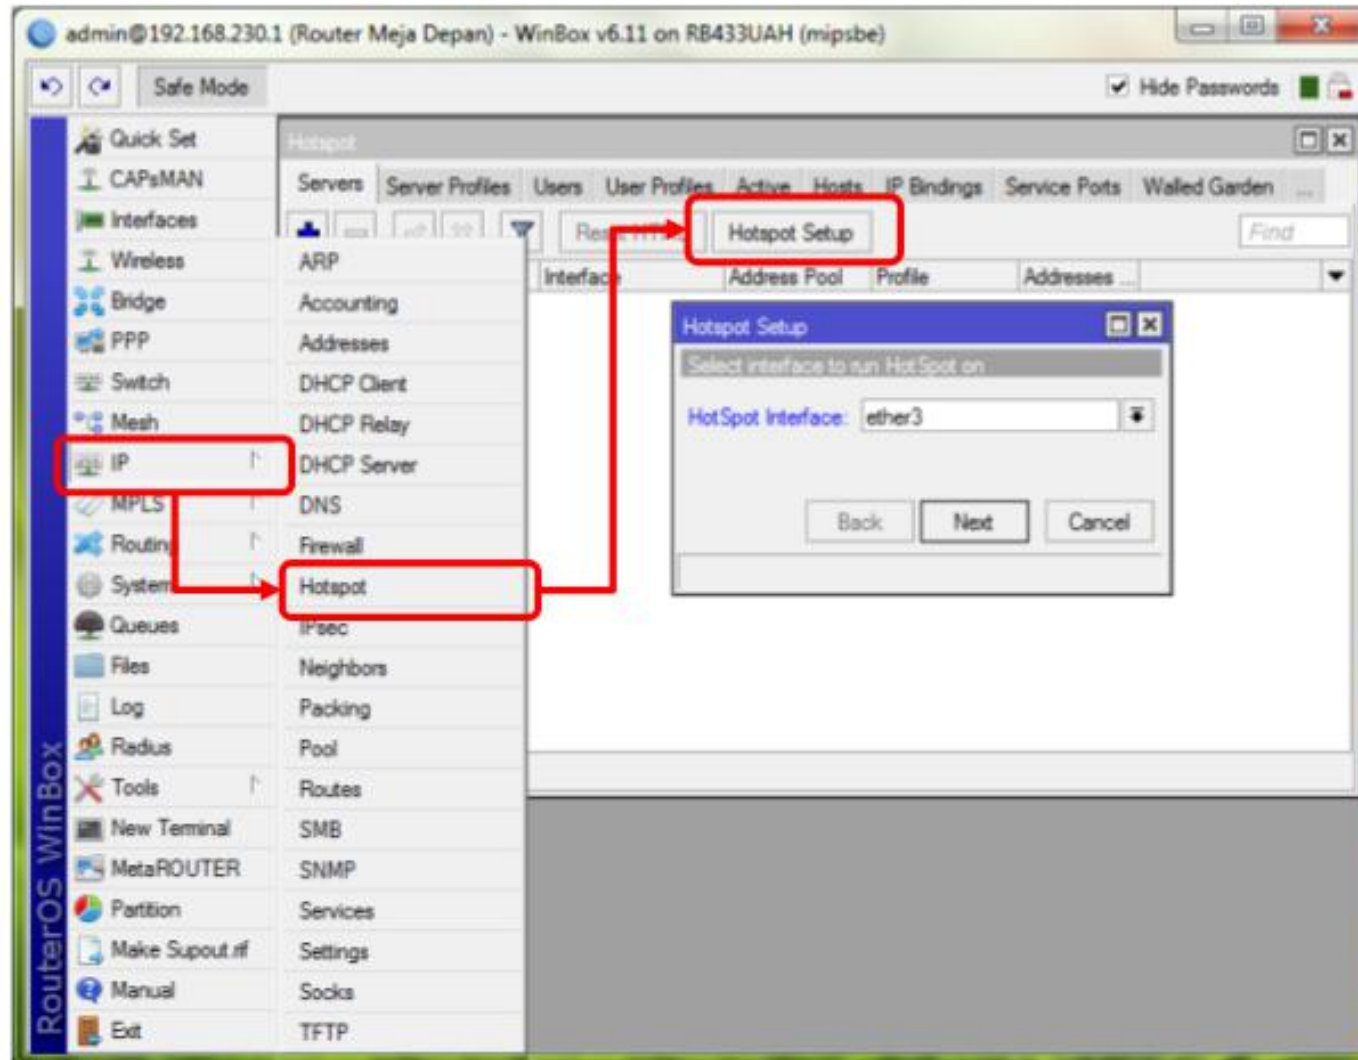 admin@192.168.230.1 (Router Meja Depan) - WinBox v6.11 on RB433UAH (mipsbe)
Safe Mode
Hide Passwords
RouterOS WinBox
Quick Set
CAPsMAN
Interfaces
Wireless
Bridge
PPP
Switch
Mesh
IP
MPLS
Routing
System
Queues
Files
Log
Radius
Tools
New Terminal
MetaROUTER
Partition
Make Supout.rif
Manual
Exit
ARP
Accounting
Addresses
DHCP Client
DHCP Relay
DHCP Server
DNS
Firewall
Hotspot
IPsec
Neighbors
Packing
Pool
Routes
SMB
SNMP
Services
Settings
Socks
TFTP
Hotspot
Servers Server Profiles Users User Profiles Active Hosts IP Bindings Service Ports Walled Garden ...
Hotspot Setup Find
Interface Address Pool Profile Addresses ...
Hotspot Setup
Select interface to run HotSpot on
HotSpot Interface: ether3
Back Next Cancel